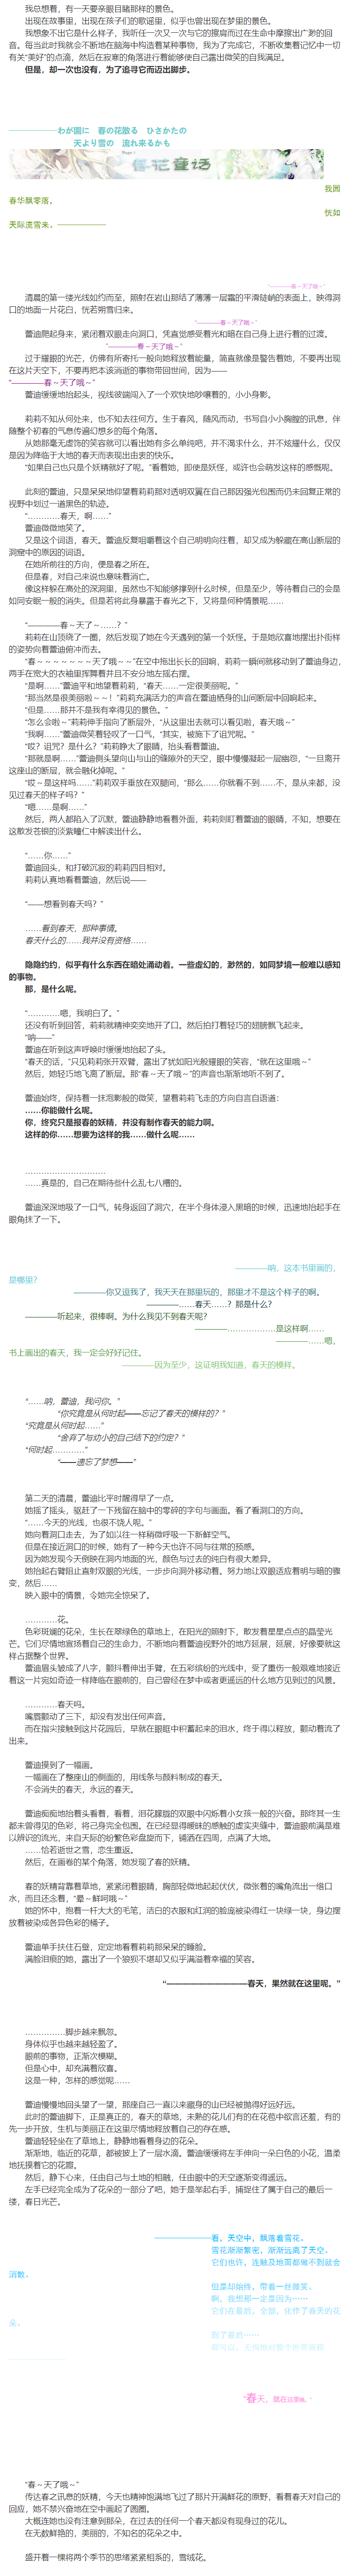 我总想着，有一天要亲眼目睹那样的景色。
出现在故事里，出现在孩子们的歌谣里，似乎也曾出现在梦里的景色。
我想象不出它是什么样子，我听任一次又一次与它的擦肩而过在生命中摩擦出广渺的回
音。每当此时我就会不断地在脑海中构造着某种事物，我为了完成它，不断收集着记忆中一切
有关“美好”的点滴，然后在寂寒的角落进行着能够使自己露出微笑的自我满足。
但是，却一次也没有，为了追寻它而迈出脚步。
——————わが園に　春の花散る　ひさかたの
天より雪の　流れ来るかも
春花童话
我园
春华飘零落，
恍如
天际流雪来。——————
“————春～天了哦～”
清晨的第一缕光线如约而至，照射在岩山那结了薄薄一层霜的平滑陡峭的表面上，映得洞
口的地面一片花白，恍若朔雪归来。
“————春～天了哦～”
蕾迪爬起身来，紧闭着双眼走向洞口，凭直觉感受着光和暗在自己身上进行着的过渡。
“————春～天了哦～”
过于耀眼的光芒，仿佛有所寄托一般向她释放着能量，简直就像是警告着她，不要再出现
在这片天空下，不要再把本该消逝的事物带回世间，因为——
“————春～天了哦～”
蕾迪缓缓地抬起头，视线彼端闯入了一个欢快地吵嚷着的，小小身影。
莉莉不知从何处来，也不知去往何方。生于春风，随风而动，书写自小小胸膛的讯息，伴
随整个初春的气息传遍幻想乡的每个角落。
从她那毫无虚饰的笑容就可以看出她有多么单纯吧，并不渴求什么，并不炫耀什么，仅仅
是因为降临于大地的春天而表现出由衷的快乐。
“如果自己也只是个妖精就好了呢。”看着她，即使是妖怪，或许也会萌发这样的感慨呢。
此刻的蕾迪，只是呆呆地仰望着莉莉那对透明双翼在自己那因强光包围而仍未回复正常的
视野中划过一道黑色的轨迹。
“…………春天，啊……”
蕾迪微微地笑了。
又是这个词语，春天。蕾迪反复咀嚼着这个自己明明向往着，却又成为躲藏在高山断层的
洞窟中的原因的词语。
在她所前往的方向，便是春之所在。
但是春，对自己来说也意味着消亡。
像这样躲在高处的深洞里，虽然也不知能够撑到什么时候，但是至少，等待着自己的会是
如同安眠一般的消失。但是若将此身暴露于春光之下，又将是何种情景呢……
“————春～天了～……？”
莉莉在山顶绕了一圈，然后发现了她在今天遇到的第一个妖怪。于是她欣喜地摆出扑街样
的姿势向着蕾迪俯冲而去。
“春～～～～～～～天了哦～～”在空中拖出长长的回响，莉莉一瞬间就移动到了蕾迪身边，
两手在宽大的衣袖里挥舞着并且不安分地左摇右摆。
“是啊……”蕾迪平和地望着莉莉，“春天……一定很美丽呢。”
“那当然是很美丽啦～～！”莉莉充满活力的声音在蕾迪栖身的山间断层中回响起来。
“但是……那并不是我有幸得见的景色。”
“怎么会啦～”莉莉伸手指向了断层外，“从这里出去就可以看见啦，春天哦～”
“我啊……”蕾迪微笑着轻叹了一口气，“其实，被施下了诅咒呢。”
“哎？诅咒？是什么？”莉莉睁大了眼睛，抬头看着蕾迪。
“那就是啊……”蕾迪侧头望向山与山的缝隙外的天空，眼中慢慢凝起一层幽怨，“一旦离开
这座山的断层，就会融化掉呢。”
“哎～是这样吗……”莉莉双手垂放在双腿间，“那么……你就看不到……不，是从来都，没
见过春天的样子吗？”
“嗯……是啊……”
然后，两人都陷入了沉默，蕾迪静静地看着外面，莉莉则盯着蕾迪的眼睛，不知，想要在
这散发苍银的淡紫瞳仁中解读出什么。
“……你……”
蕾迪回头，和打破沉寂的莉莉四目相对。
莉莉认真地看着蕾迪，然后说——
“——想看到春天吗？”
……看到春天，那种事情。
春天什么的……我并没有资格……
隐隐约约，似乎有什么东西在暗处涌动着。一些虚幻的，渺然的，如同梦境一般难以感知
的事物。
那，是什么呢。
“…………嗯，我明白了。”
还没有听到回答，莉莉就精神奕奕地开了口。然后拍打着轻巧的翅膀飘飞起来。
“呐——”
蕾迪在听到这声呼唤时缓缓地抬起了头。
“春天的话，”只见莉莉张开双臂，露出了犹如阳光般耀眼的笑容，“就在这里哦～”
然后，她轻巧地飞离了断层。那“春～天了哦～”的声音也渐渐地听不到了。
蕾迪始终，保持着一抹泡影般的微笑，望着莉莉飞走的方向自言自语道：
……你能做什么呢。
你，终究只是报春的妖精，并没有制作春天的能力啊。
这样的你……想要为这样的我……做什么呢……
…………………………
……真是的，自己在期待些什么乱七八糟的。
蕾迪深深地吸了一口气，转身返回了洞穴，在半个身体浸入黑暗的时候，迅速地抬起手在
眼角抹了一下。
————呐，这本书里画的，
是哪里？
————你又逗我了，我天天在那里玩的，那里才不是这个样子的啊。
————……春天……？那是什么？
————听起来，很棒啊。为什么我见不到春天呢？
————………………是这样啊……
————……嗯，
书上画出的春天，我一定会好好记住。
————因为至少，这证明我知道，春天的模样。
“……呐，蕾迪，我问你。”
“你究竟是从何时起——忘记了春天的模样的？”
“究竟是从何时起……”
“舍弃了与幼小的自己结下的约定？”
“何时起…………”
“——遗忘了梦想——”
第二天的清晨，蕾迪比平时醒得早了一点。
她摇了摇头，驱赶了一下残留在脑中的零碎的字句与画面。看了看洞口的方向。
“……今天的光线，也很不饶人呢。”
她向着洞口走去，为了如以往一样稍微呼吸一下新鲜空气。
但是在接近洞口的时候，她有了一种今天也许不同与往常的预感。
因为她发现今天倒映在洞内地面的光，颜色与过去的纯白有很大差异。
她抬起右臂阻止直射双眼的光线，一步步向洞外移动着。努力地让双眼适应着明与暗的骤
变，然后……
映入眼中的情景，令她完全惊呆了。
…………花。
色彩斑斓的花朵，生长在翠绿色的草地上，在阳光的照射下，散发着星星点点的晶莹光
芒。它们尽情地宣扬着自己的生命力，不断地向着蕾迪视野外的地方延展，延展，好像要就这
样占据整个世界。
蕾迪眉头皱成了八字，颤抖着伸出手臂，在五彩缤纷的光线中，受了重伤一般艰难地接近
着这一片宛如奇迹一样降临在眼前的，自己曾经在梦中或者更遥远的什么地方见到过的风景。
…………春天吗。
嘴唇颤动了三下，却没有发出任何声音。
而在指尖接触到这片花园后，早就在眼眶中积蓄起来的泪水，终于得以释放，颤动着流了
出来。
蕾迪摸到了一幅画。
一幅画在了整座山的侧面的，用线条与颜料制成的春天。
不会消失的春天，永远的春天。
蕾迪痴痴地抬着头看着，看着，泪花朦胧的双眼中闪烁着小女孩一般的兴奋。那终其一生
都未曾得见的色彩，将己身完全包围。在已经显得暧昧的感触的虚实夹缝中，蕾迪眼前满是难
以辨识的流光，来自天际的纷繁色彩盘旋而下，铺洒在四周，点满了大地。
……恰若逝世之雪，恋生重返。
然后，在画卷的某个角落，她发现了春的妖精。
春的妖精背靠着草地，紧紧闭着眼睛，胸部轻微地起起伏伏，微张着的嘴角流出一缕口
水，而且还念着，“晕～鲜呵哦～”
她的怀中，抱着一杆大大的毛笔，洁白的衣服和红润的脸庞被染得红一块绿一块，身边摆
放着被染成各异色彩的桶子。
蕾迪单手扶住石壁，定定地看着莉莉那呆呆的睡脸。
满脸泪痕的她，露出了一个狼狈不堪却又似乎满溢着幸福的笑容。
“——————————春天，果然就在这里呢。”
……………脚步越来飘忽。
身体似乎也越来越轻盈了。
眼前的事物，正渐次模糊。
但是心中，却充满着欣喜。
这是一种，怎样的感觉呢……
蕾迪慢慢地回头望了一望，那座自己一直以来藏身的山已经被抛得好远好远。
此时的蕾迪脚下，正是真正的，春天的草地，未熟的花儿们有的在花苞中欲言还羞，有的
先一步开放，生机与美丽正在这里尽情地释放着自己的存在感。
蕾迪轻轻坐在了草地上，静静地看着身边的花朵。
渐渐地，临近的花草，都被披上了一层水滴。蕾迪缓缓将左手伸向一朵白色的小花，温柔
地抚摸着它的花瓣。
然后，静下心来，任由自己与土地的相融，任由眼中的天空逐渐变得遥远。
左手已经完全成为了花朵的一部分了吧，她于是举起右手，捕捉住了属于自己的最后一
缕，春日光芒。
———————看，天空中，飘落着雪花。
雪花渐渐繁密，渐渐远离了天空。
它们也许，连触及地面都做不到就会
消散。
但是却始终，带着一丝微笑。
啊，我想那一定是因为……
它们在最后，全部，化作了春天的花
朵。
到了最后……
都可以，无悔地对整个世界宣称
———————
“春天，就在这里哦。”
“春～天了哦～”
传达春之讯息的妖精，今天也精神饱满地飞过了那片开满鲜花的原野，看着春天对自己的
回应，她不禁兴奋地在空中画起了圆圈。
大概连她也没有注意到那朵，在过去的任何一个春天都没有现身过的花儿。
在无数鲜艳的，美丽的，不知名的花朵之中。
盛开着一棵将两个季节的思绪紧紧相系的，雪绒花。